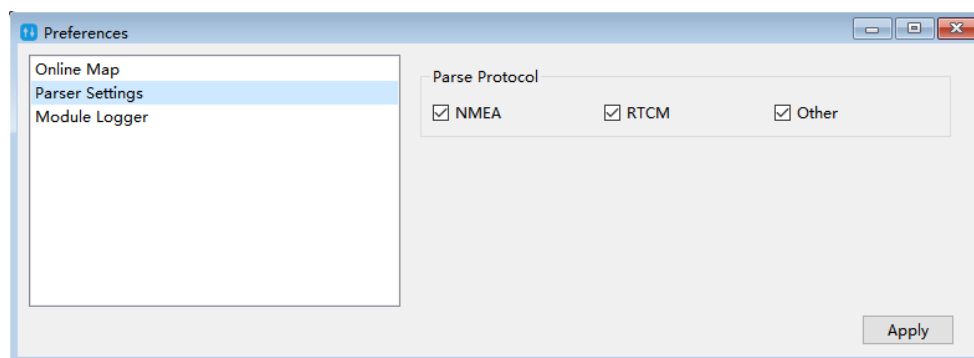 Preferences
Online Map
Parser Settings
Module Logger
Parse Protocol
NMEA RTCM Other
Apply